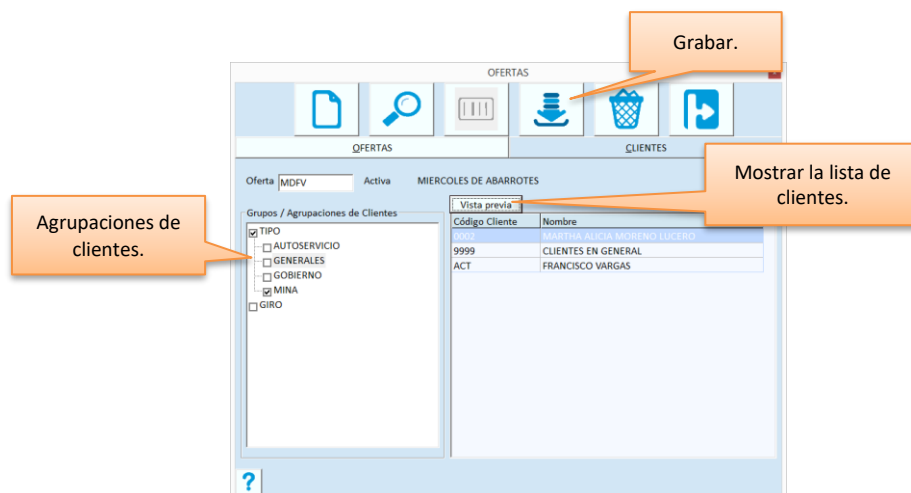 Grabar.
OFERTAS
OFERTAS
CLIENTES
Oferta MDFV Activa MIERCOLES DE ABARROTES
Mostrar la lista de
clientes.
Vista previa
Agrupaciones de
clientes.
Grupos / Agrupaciones de Clientes
TIPO
AUTOSERVICIO
GENERALES
GOBIERNO
MINA
GIRO
Código Cliente Nombre
0002 MARTHA ALICIA MORENO LUCERO
9999 CLIENTES EN GENERAL
ACT FRANCISCO VARGAS
?